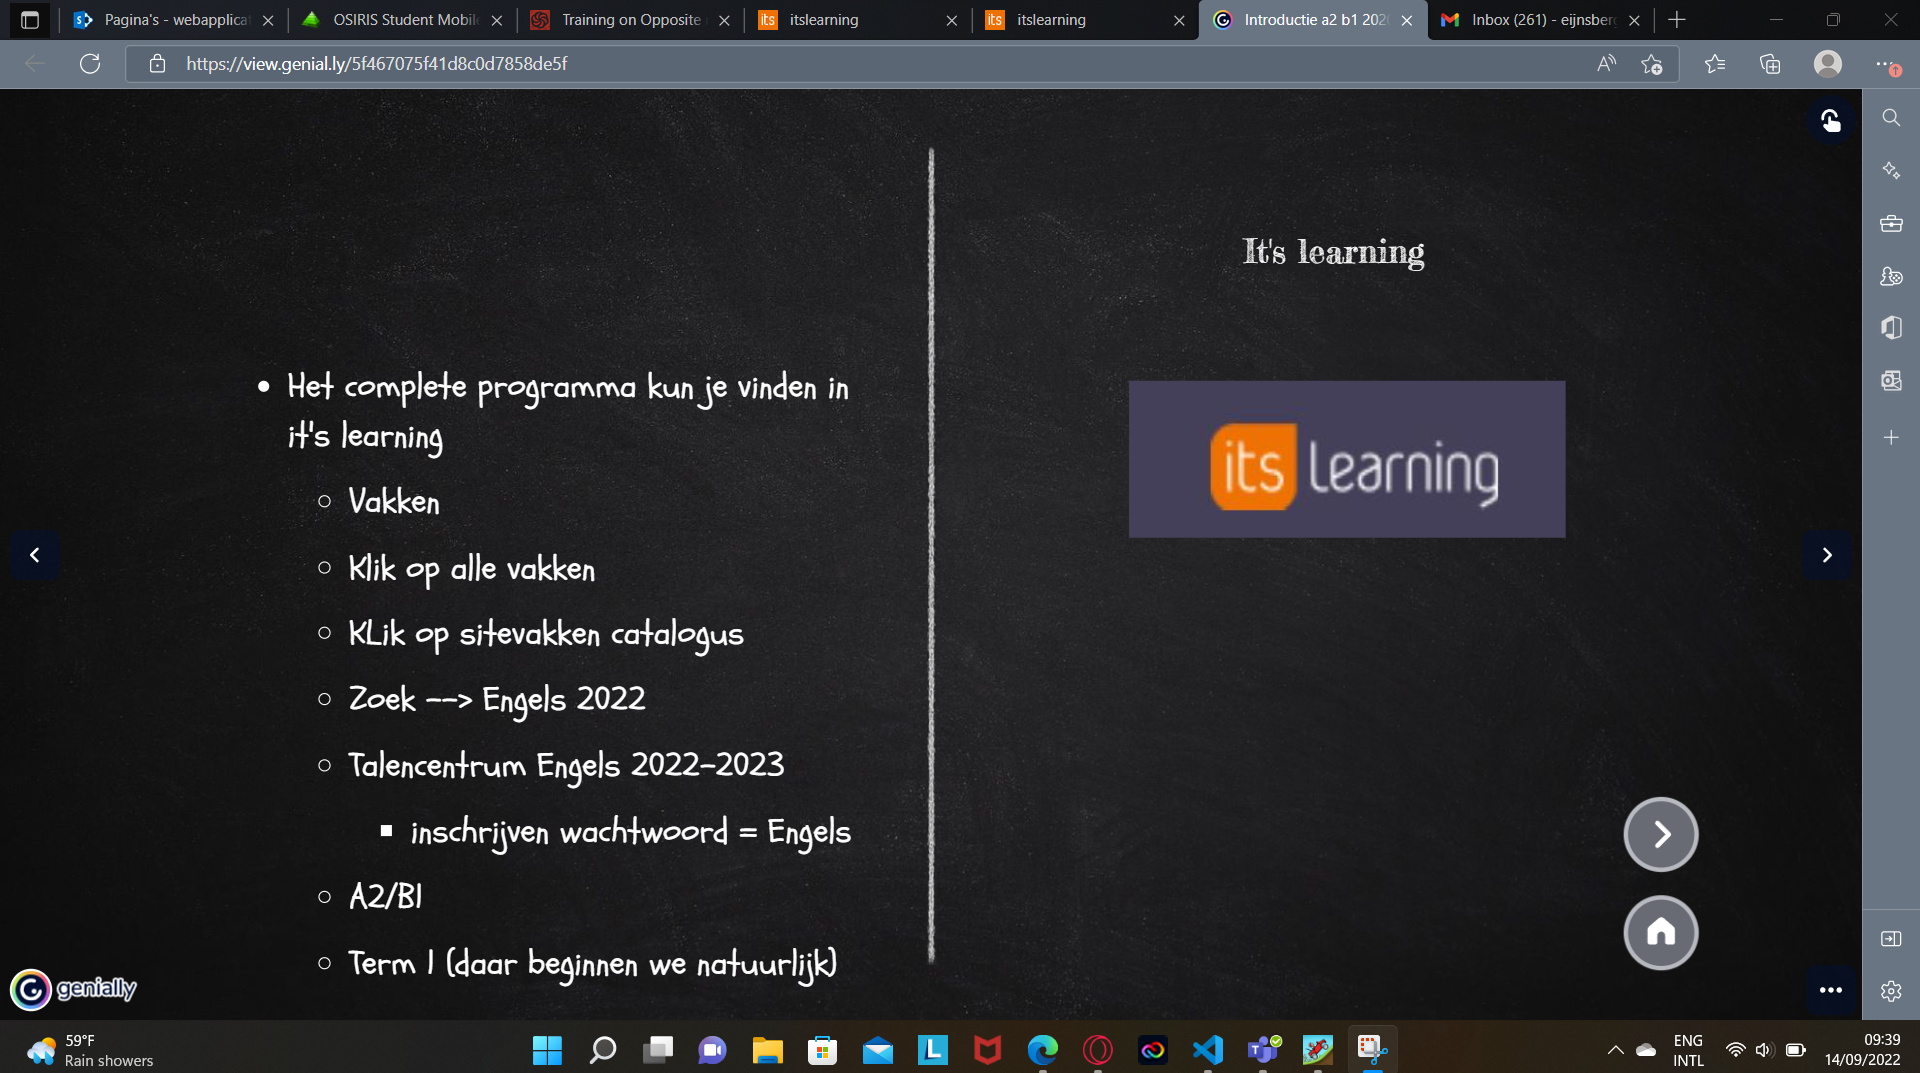 Pagina's - webapplica
OSIRIS Student Mobile
Training on Opposite
its itslearning
its itslearning
Introductie a2 b1 202
Inbox (261) - eijnsberg
https://view.genial.ly/5f467075f41d8c0d7858de5f
It's learning
its learning
Het complete programma kun je vinden in
it's learning
Vakken
Klik op alle vakken
KLik op sitevakken catalogus
Zoek --> Engels 2022
Talencentrum Engels 2022-2023
inschrijven wachtwoord = Engels
A2/B1
Term 1 (daar beginnen we natuurlijk)
genially
59°F
Rain showers
ENG
INTL
09:39
14/09/2022